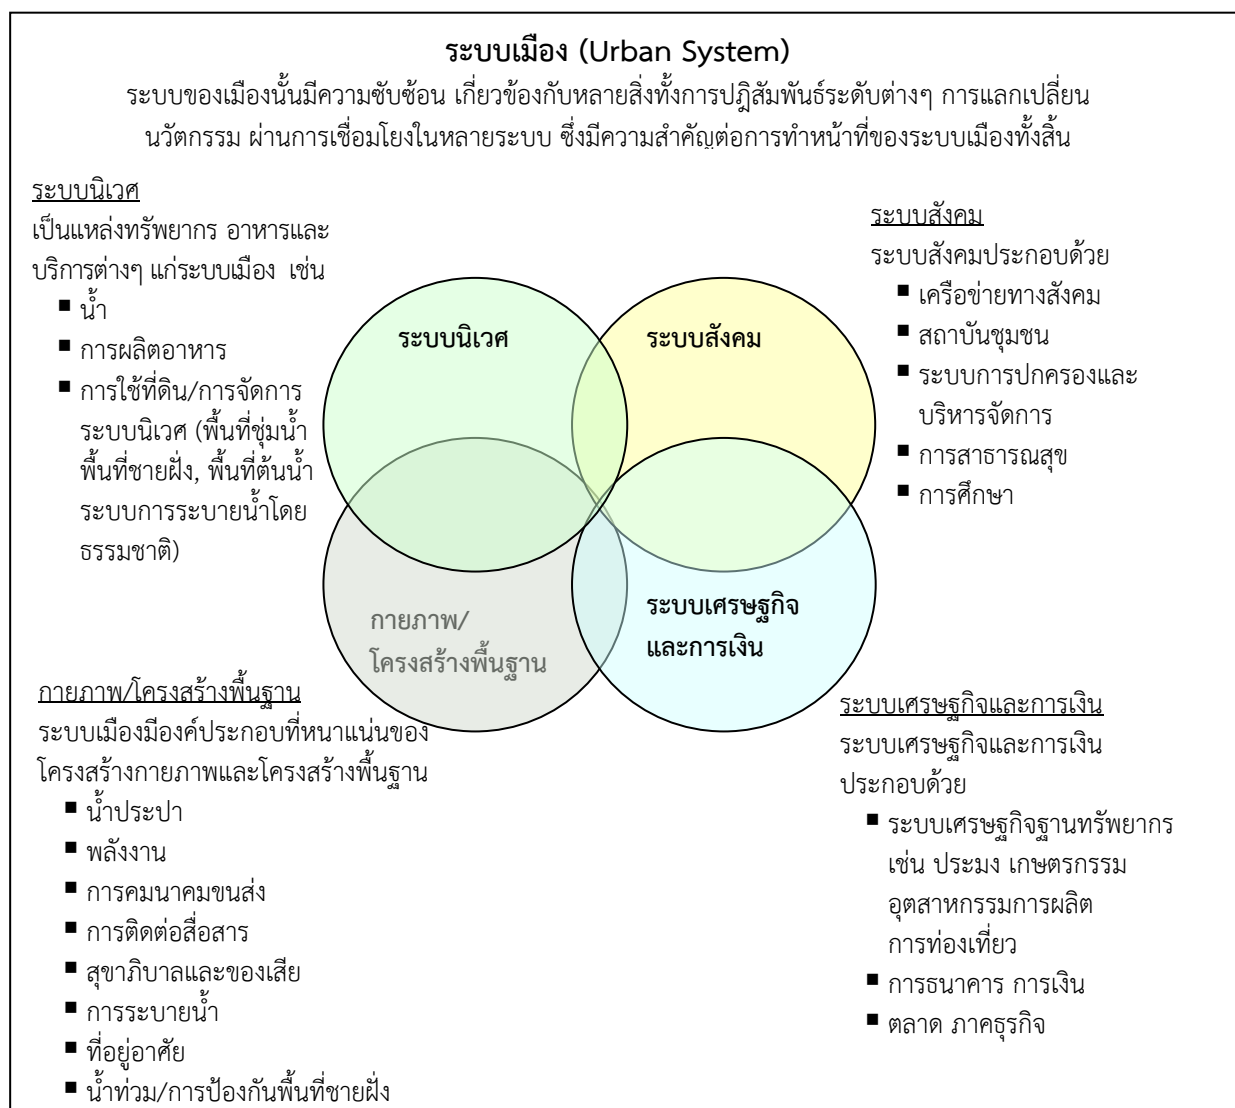 ระบบเมือง (Urban System)
ระบบของเมืองนั้นมีความซับซ้อน เกี่ยวข้องกับหลายสิ่งทั้งการปฎิสัมพันธ์ระดับต่างๆ การแลกเปลี่ยน
นวัตกรรม ผ่านการเชื่อมโยงในหลายระบบ ซึ่งมีความสำคัญต่อการทำหน้าที่ของระบบเมืองทั้งสิ้น
ระบบนิเวศ
เป็นแหล่งทรัพยากร อาหารและ
บริการต่างๆ แก่ระบบเมือง เช่น
▪ น้ำ
▪ การผลิตอาหาร
▪ การใช้ที่ดิน/การจัดการ
ระบบนิเวศ (พื้นที่ชุ่มน้ำ
พื้นที่ชายฝั่ง, พื้นที่ต้นน้ำ
ระบบการระบายน้ำโดย
ธรรมชาติ)
ระบบสังคม
ระบบสังคมประกอบด้วย
▪ เครือข่ายทางสังคม
▪ สถาบันชุมชน
▪ ระบบการปกครองและ
บริหารจัดการ
▪ การสาธารณสุข
▪ การศึกษา
ระบบนิเวศ
ระบบสังคม
กายภาพ/
โครงสร้างพื้นฐาน
ระบบเศรษฐกิจ
และการเงิน
กายภาพ/โครงสร้างพื้นฐาน
ระบบเมืองมีองค์ประกอบที่หนาแน่นของ
โครงสร้างกายภาพและโครงสร้างพื้นฐาน
▪ น้ำประปา
▪ พลังงาน
▪ การคมนาคมขนส่ง
▪ การติดต่อสื่อสาร
▪ สุขาภิบาลและของเสีย
▪ การระบายน้ำ
▪ ที่อยู่อาศัย
▪ น้ำท่วม/การป้องกันพื้นที่ชายฝั่ง
ระบบเศรษฐกิจและการเงิน
ระบบเศรษฐกิจและการเงิน
ประกอบด้วย
▪ ระบบเศรษฐกิจฐานทรัพยากร
เช่น ประมง เกษตรกรรม
อุตสาหกรรมการผลิต
การท่องเที่ยว
▪ การธนาคาร การเงิน
▪ ตลาด ภาคธุรกิจ